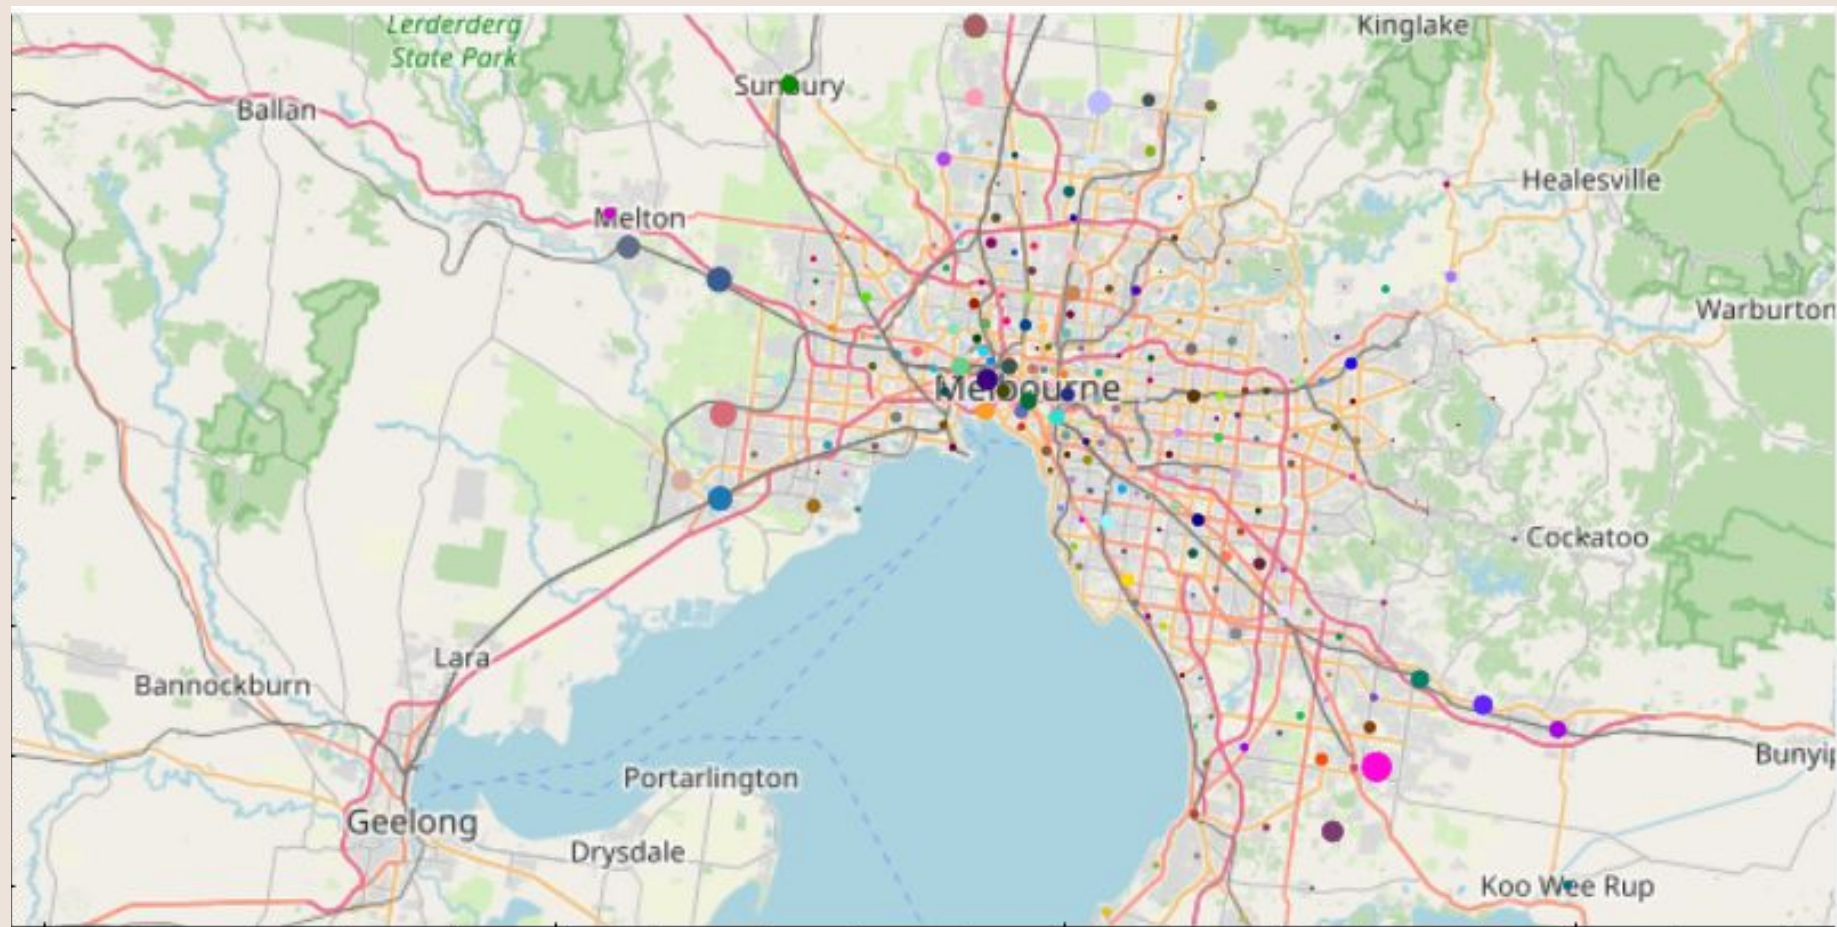 Lerderderg
State Park
Kinglake
Sunbury
Ballan
Healesville
Melton
Warburton
Melbourne
Cockatoo
Lara
Bannockburn
Bunyip
Portarlington
Geelong
Drysdale
Koo Wee Rup